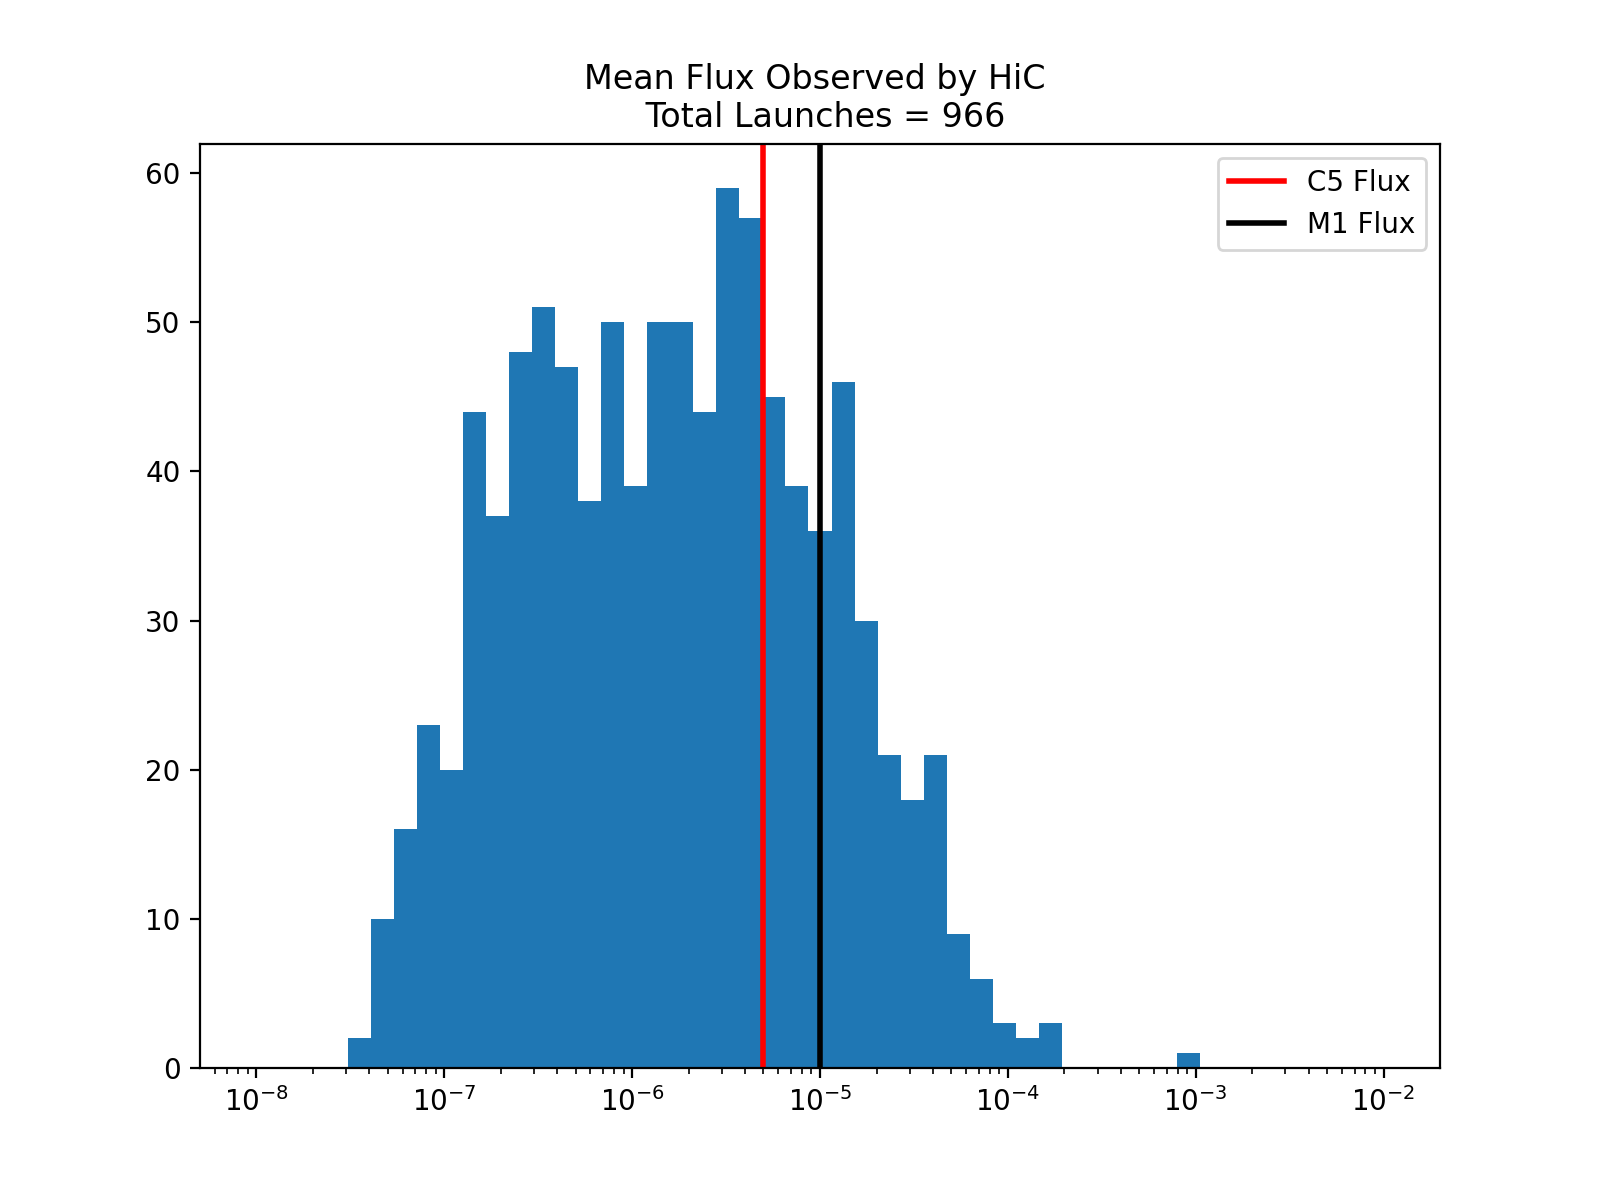 Mean Flux Observed by HiC
Total Launches = 966
C5 Flux
M1 Flux
60
50
40
30
20
10
0
10⁻⁸ 10⁻⁷ 10⁻⁶ 10⁻⁵ 10⁻⁴ 10⁻³ 10⁻²